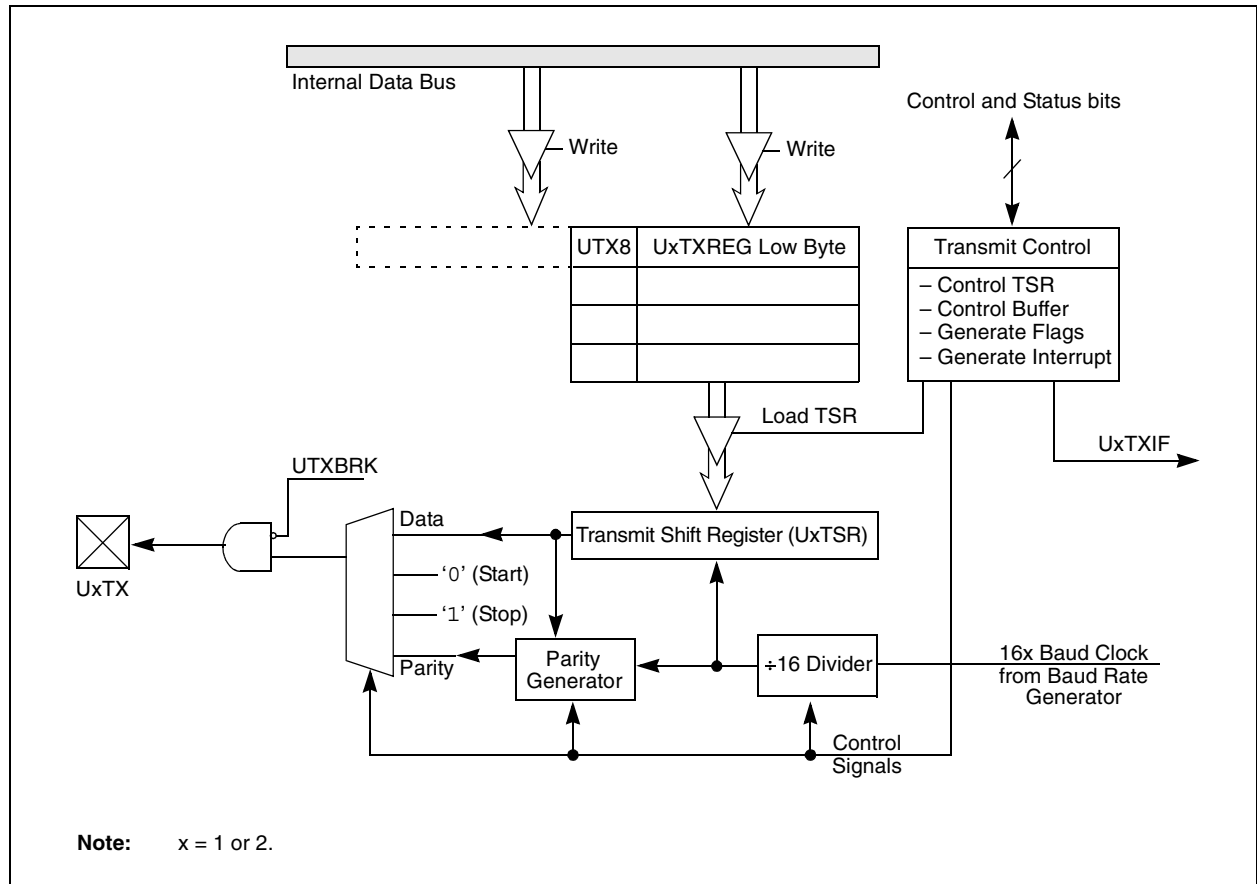 Internal Data Bus
Control and Status bits
Write
Write
UTX8
UxTXREG Low Byte
Transmit Control
– Control TSR
– Control Buffer
– Generate Flags
– Generate Interrupt
Load TSR
UxTXIF
UTXBRK
Data
Transmit Shift Register (UxTSR)
UxTX
‘0’ (Start)
‘1’ (Stop)
Parity
Parity
Generator
÷16 Divider
16x Baud Clock
from Baud Rate
Generator
Control
Signals
Note: x = 1 or 2.